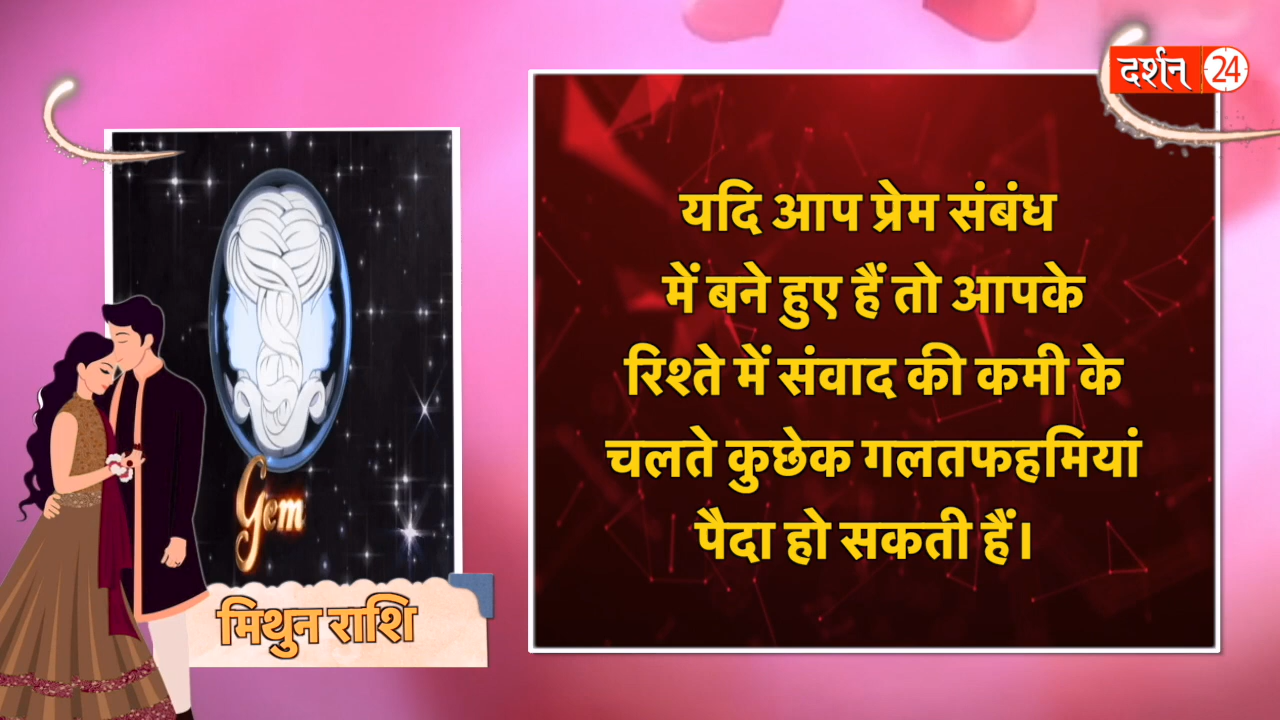 दर्शन 24
यदि आप प्रेम संबंध
में बने हुए हैं तो आपके
रिश्ते में संवाद की कमी के
चलते कुछेक गलतफहमियां
पैदा हो सकती हैं।
Gem
मिथुन राशि